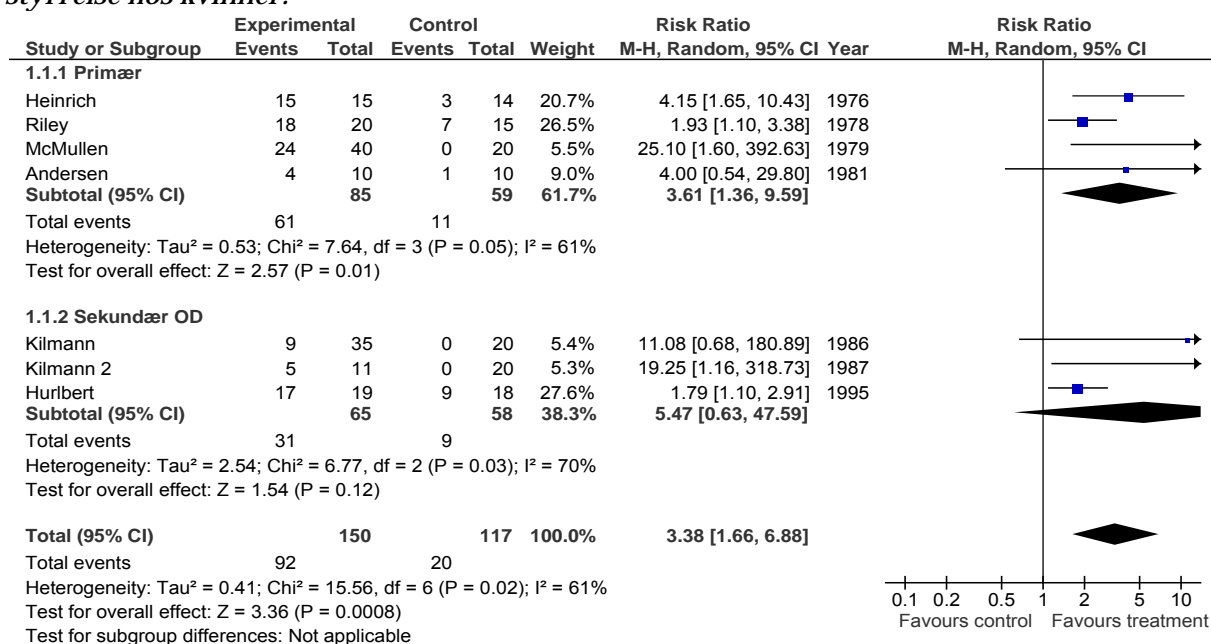 styrrelse hos kvinner.
Experimental Control Risk Ratio Risk Ratio
Study or Subgroup Events Total Events Total Weight M-H, Random, 95% CI Year M-H, Random, 95% CI
1.1.1 Primær
Heinrich 15 15 3 14 20.7% 4.15 [1.65, 10.43] 1976
Riley 18 20 7 15 26.5% 1.93 [1.10, 3.38] 1978
McMullen 24 40 0 20 5.5% 25.10 [1.60, 392.63] 1979
Andersen 4 10 1 10 9.0% 4.00 [0.54, 29.80] 1981
Subtotal (95% CI) 85 59 61.7% 3.61 [1.36, 9.59]
Total events 61 11
Heterogeneity: Tau² = 0.53; Chi² = 7.64, df = 3 (P = 0.05); I² = 61%
Test for overall effect: Z = 2.57 (P = 0.01)
1.1.2 Sekundær OD
Kilmann 9 35 0 20 5.4% 11.08 [0.68, 180.89] 1986
Kilmann 2 5 11 0 20 5.3% 19.25 [1.16, 318.73] 1987
Hurlbert 17 19 9 18 27.6% 1.79 [1.10, 2.91] 1995
Subtotal (95% CI) 65 58 38.3% 5.47 [0.63, 47.59]
Total events 31 9
Heterogeneity: Tau² = 2.54; Chi² = 6.77, df = 2 (P = 0.03); I² = 70%
Test for overall effect: Z = 1.54 (P = 0.12)
Total (95% CI) 150 117 100.0% 3.38 [1.66, 6.88]
Total events 92 20
Heterogeneity: Tau² = 0.41; Chi² = 15.56, df = 6 (P = 0.02); I² = 61%
Test for overall effect: Z = 3.36 (P = 0.0008)
Test for subgroup differences: Not applicable
0.1 0.2 0.5 1 2 5 10
Favours control Favours treatment